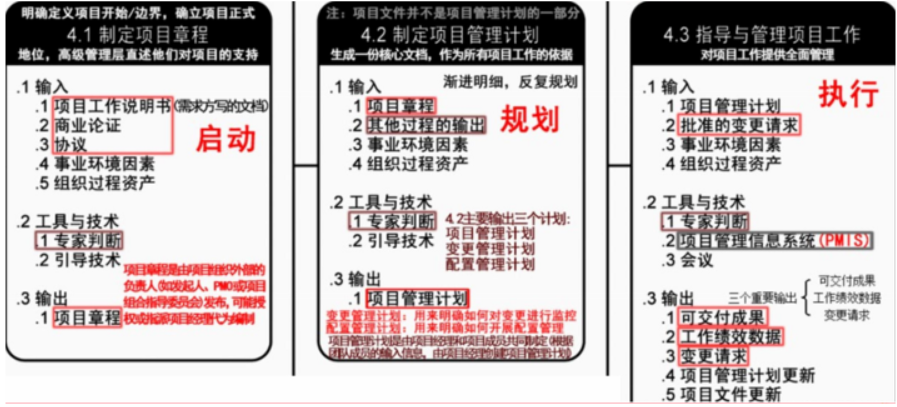 明确定义项目开始/边界，确立项目正式
4.1 制定项目章程
地位，高级管理层直述他们对项目的支持
.1 输入
.1 项目工作说明书(需求方写的文档)
.2 商业论证
.3 协议
启动
.4 事业环境因素
.5 组织过程资产
.2 工具与技术
.1 专家判断
.2 引导技术
项目章程是由项目组织外部的
负责人(如发起人、PMO或项目
组合指导委员会)发布，可能授
权或指派项目经理代为编制
.3 输出
.1 项目章程
注：项目文件并不是项目管理计划的一部分
4.2 制定项目管理计划
生成一份核心文档，作为所有项目工作的依据
.1 输入
渐进明细，反复规划
.1 项目章程
.2 其他过程的输出
规划
.3 事业环境因素
.4 组织过程资产
.2 工具与技术
.1 专家判断
.2 引导技术
4.2主要输出三个计划:
项目管理计划
变更管理计划
配置管理计划
.3 输出
.1 项目管理计划
变更管理计划：用来明确如何对变更进行监控
配置管理计划：用来明确如何开展配置管理
项目管理计划是由项目经理和项目成员共同制定(根据
团队成员的输入信息，由项目经理创建项目管理计划)
4.3 指导与管理项目工作
对项目工作提供全面管理
.1 输入
执行
.1 项目管理计划
.2 批准的变更请求
.3 事业环境因素
.4 组织过程资产
.2 工具与技术
.1 专家判断
.2 项目管理信息系统(PMIS)
.3 会议
.3 输出
三个重要输出
可交付成果
工作绩效数据
变更请求
.1 可交付成果
.2 工作绩效数据
.3 变更请求
.4 项目管理计划更新
.5 项目文件更新